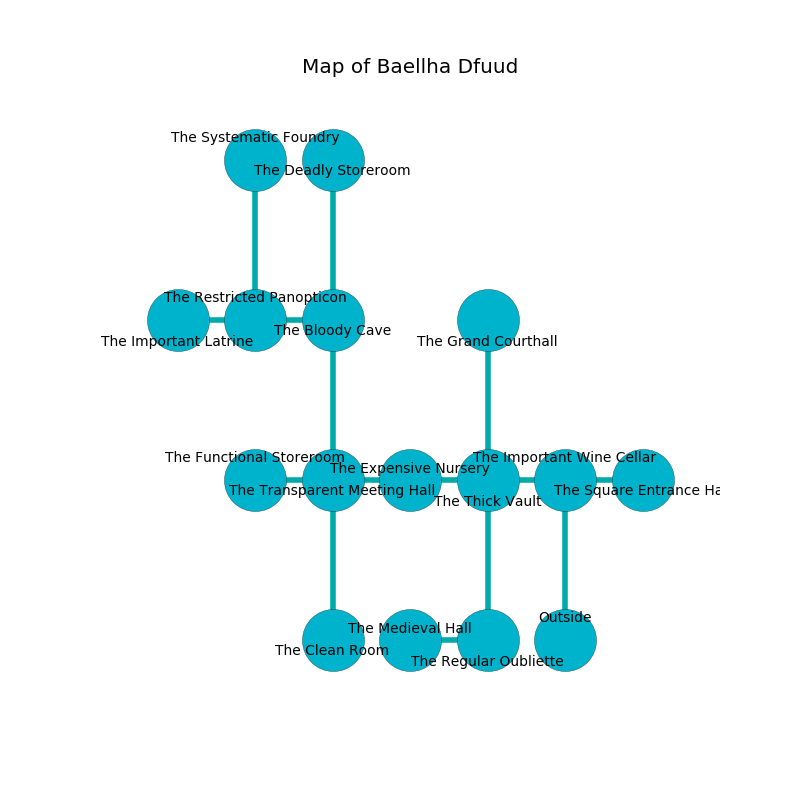 Map of Baellha Dfuud
The Systematic Foundry
The Deadly Storeroom
The Restricted Panopticon
The Bloody Cave
The Important Latrine
The Grand Courthall
The Functional Storeroom
The Important Wine Cellar
The Expensive Nursery
The Transparent Meeting Hall
The Square Entrance Ha
The Thick Vault
Outside
The Medieval Hall
The Clean Room
The Regular Oubliette